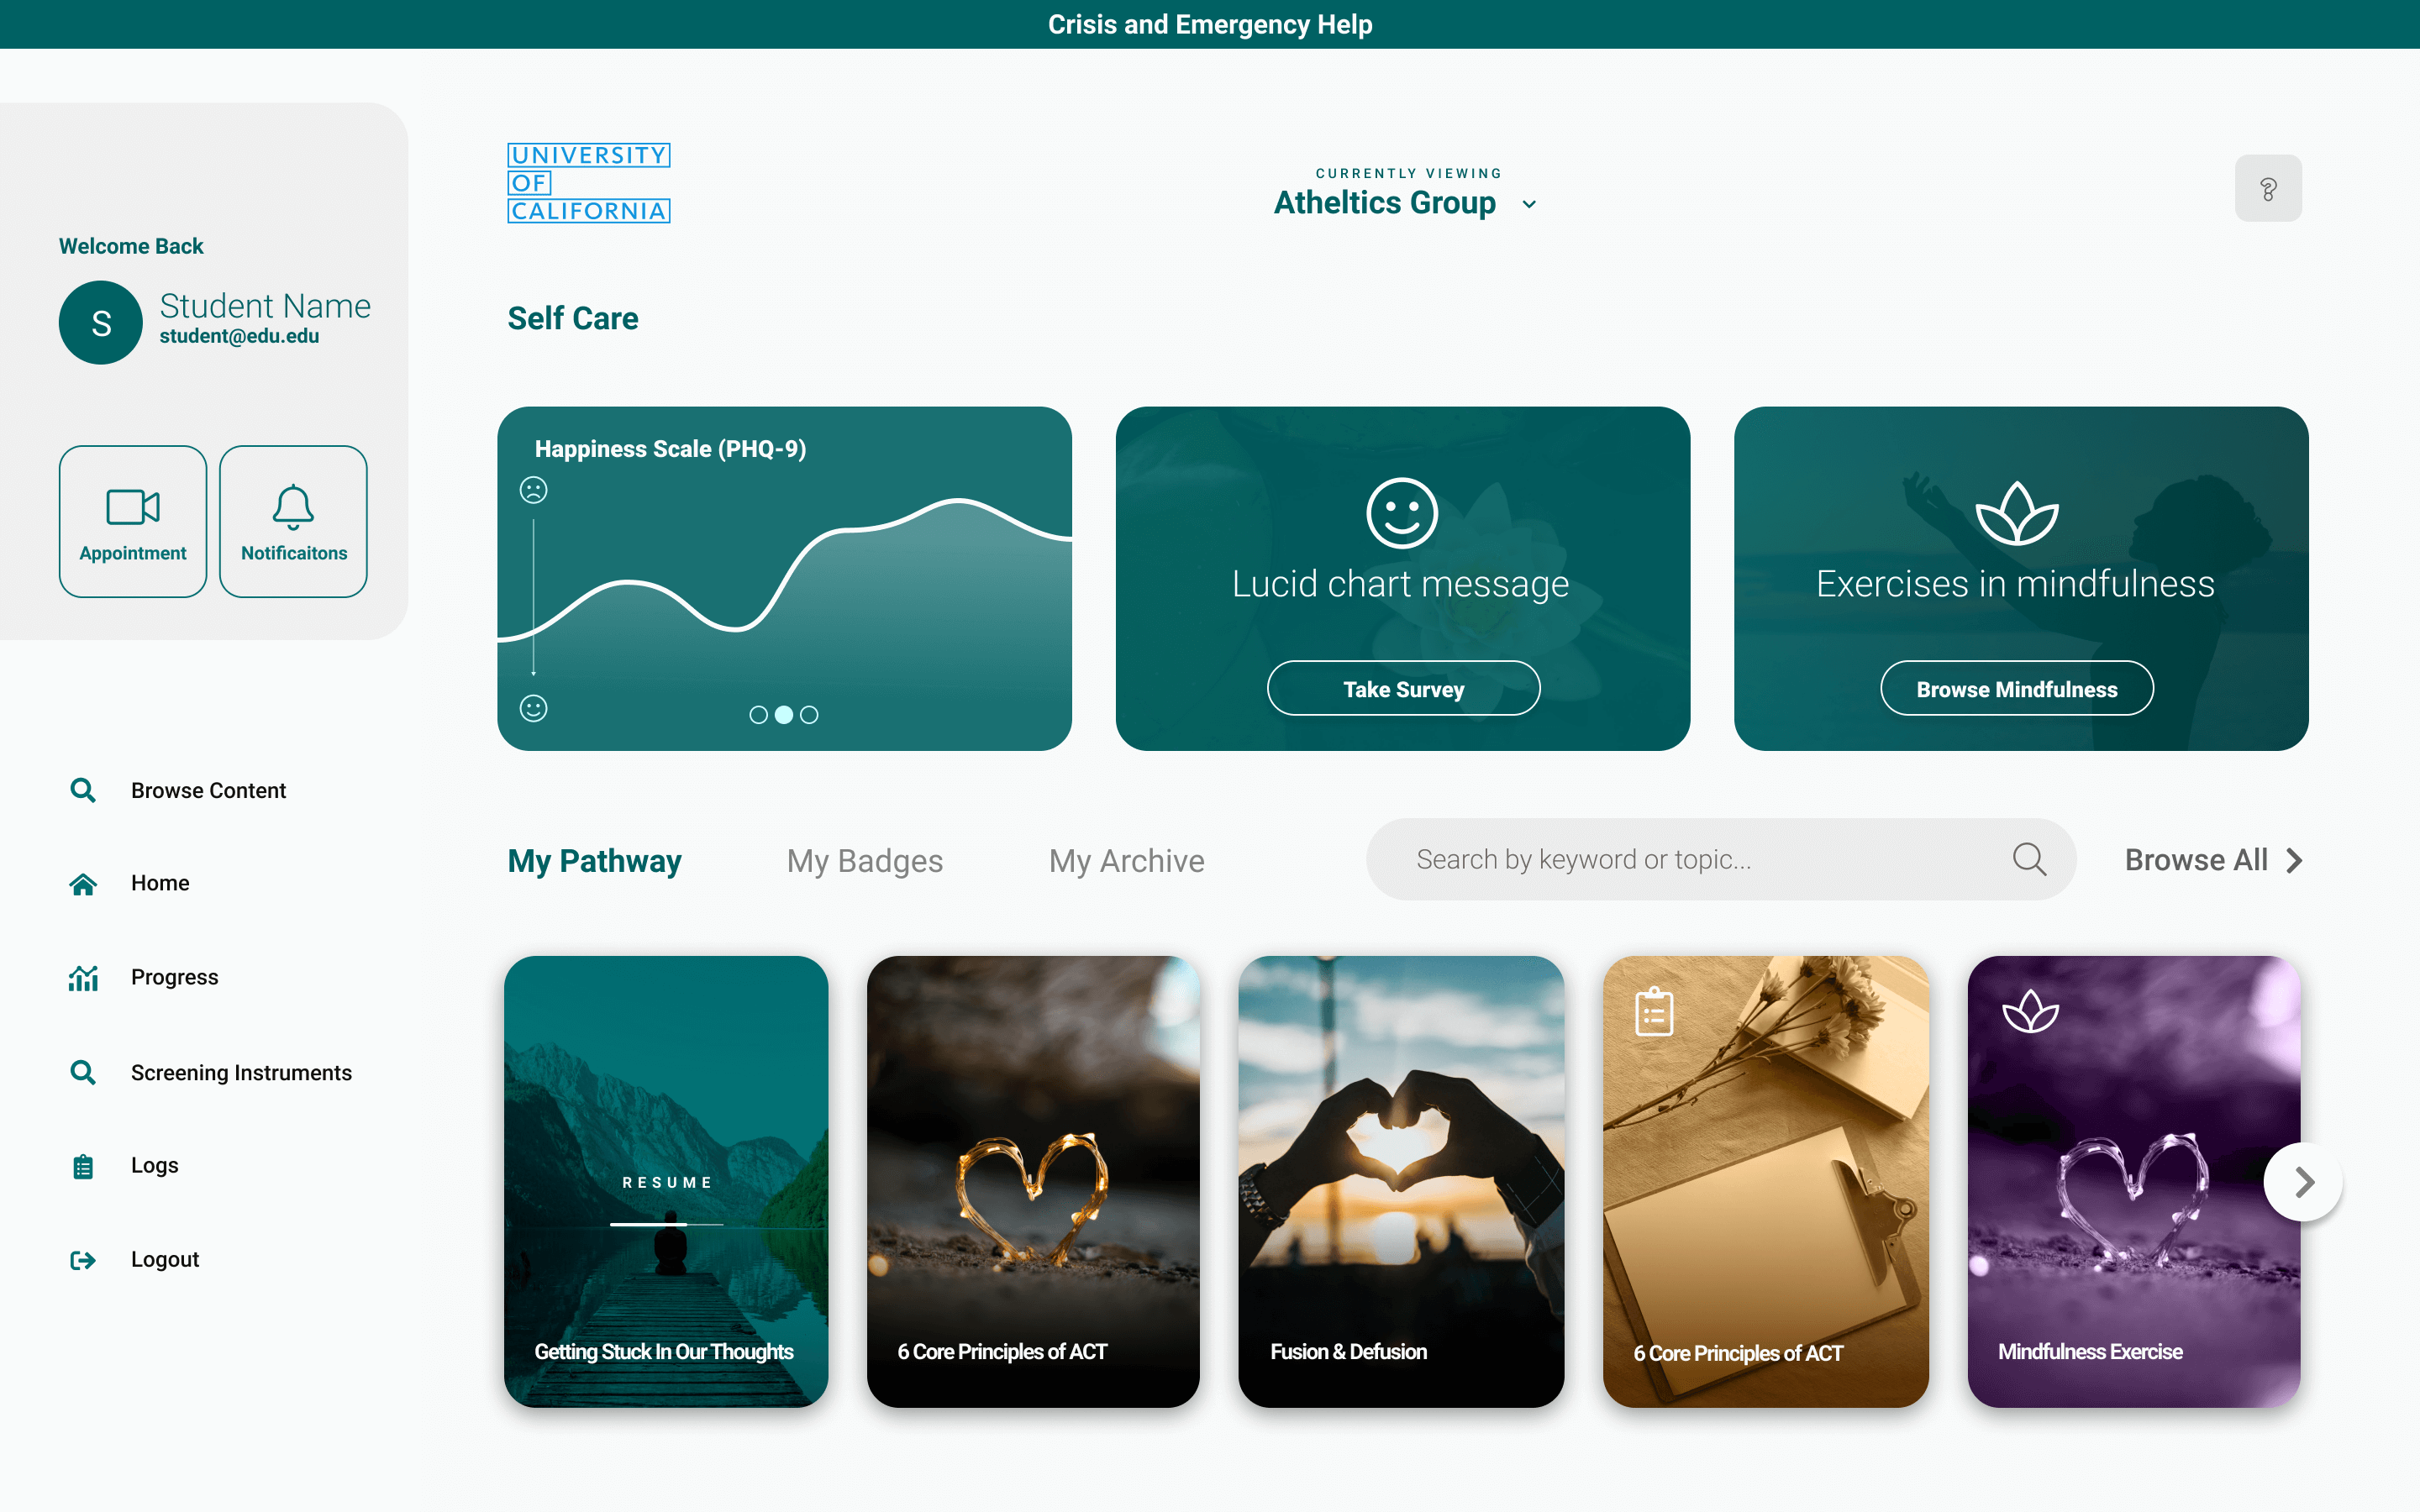 Crisis and Emergency Help
UNIVERSITY
OF
CALIFORNIA
CURRENTLY VIEWING
Atheltics Group
?
Welcome Back
S
Student Name
student@edu.edu
Appointment
Notificaitons
Browse Content
Home
Progress
Screening Instruments
Logs
Logout
Self Care
Happiness Scale (PHQ-9)
Lucid chart message
Take Survey
Exercises in mindfulness
Browse Mindfulness
My Pathway
My Badges
My Archive
Search by keyword or topic...
Browse All
RESUME
Getting Stuck In Our Thoughts
6 Core Principles of ACT
Fusion & Defusion
6 Core Principles of ACT
Mindfulness Exercise